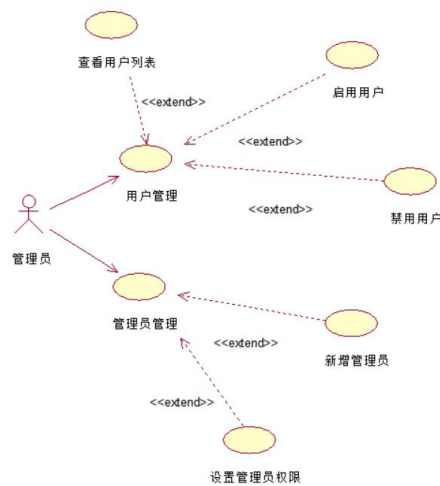 查看用户列表
启用用户
<<extend>>
<<extend>>
用户管理
<<extend>>
禁用用户
管理员
管理员管理
<<extend>>
新增管理员
<<extend>>
设置管理员权限